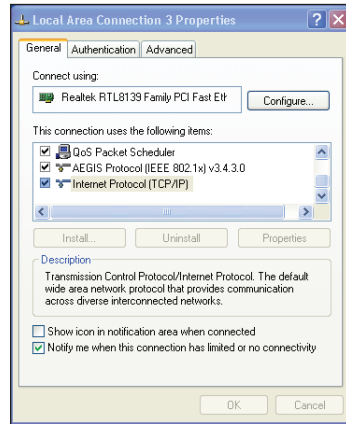 Local Area Connection 3 Properties
General Authentication Advanced
Connect using:
Realtek RTL8139 Family PCI Fast Eth
Configure...
This connection uses the following items:
QoS Packet Scheduler
AEGIS Protocol (IEEE 802.1x) v3.4.3.0
Internet Protocol (TCP/IP)
Install... Uninstall Properties
Description
Transmission Control Protocol/Internet Protocol. The default
wide area network protocol that provides communication
across diverse interconnected networks.
Show icon in notification area when connected
Notify me when this connection has limited or no connectivity
OK Cancel